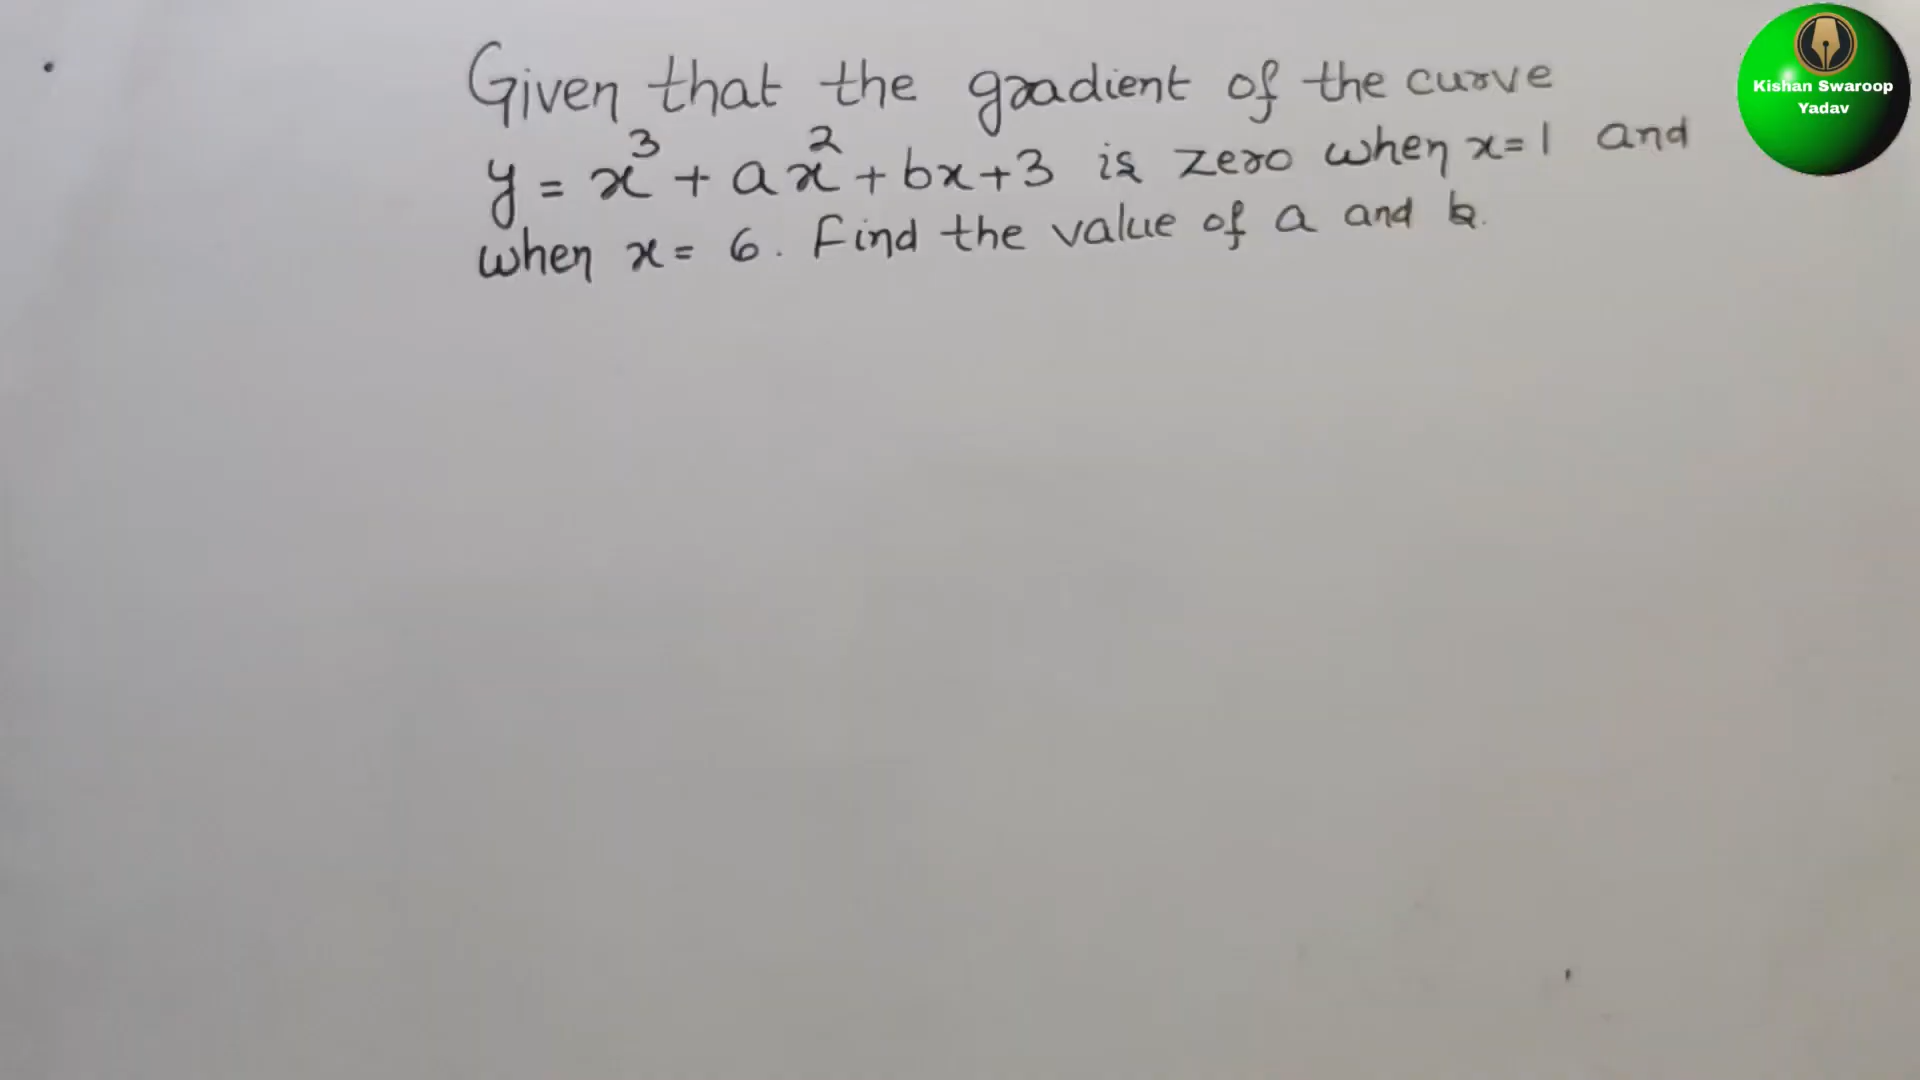 Given that the gradient of the curve
y = x³ + ax² + bx + 3 is zero when x = 1 and
when x = 6. Find the value of a and b.
Kishan Swaroop
Yadav